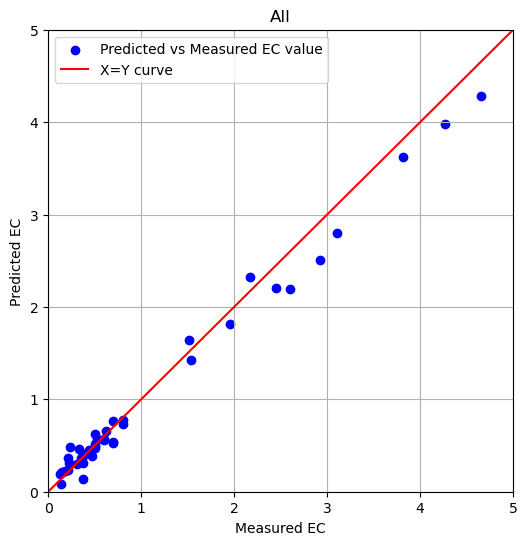 All
Predicted vs Measured EC value
X=Y curve
5
4
3
2
1
0
Predicted EC
0 1 2 3 4 5
Measured EC